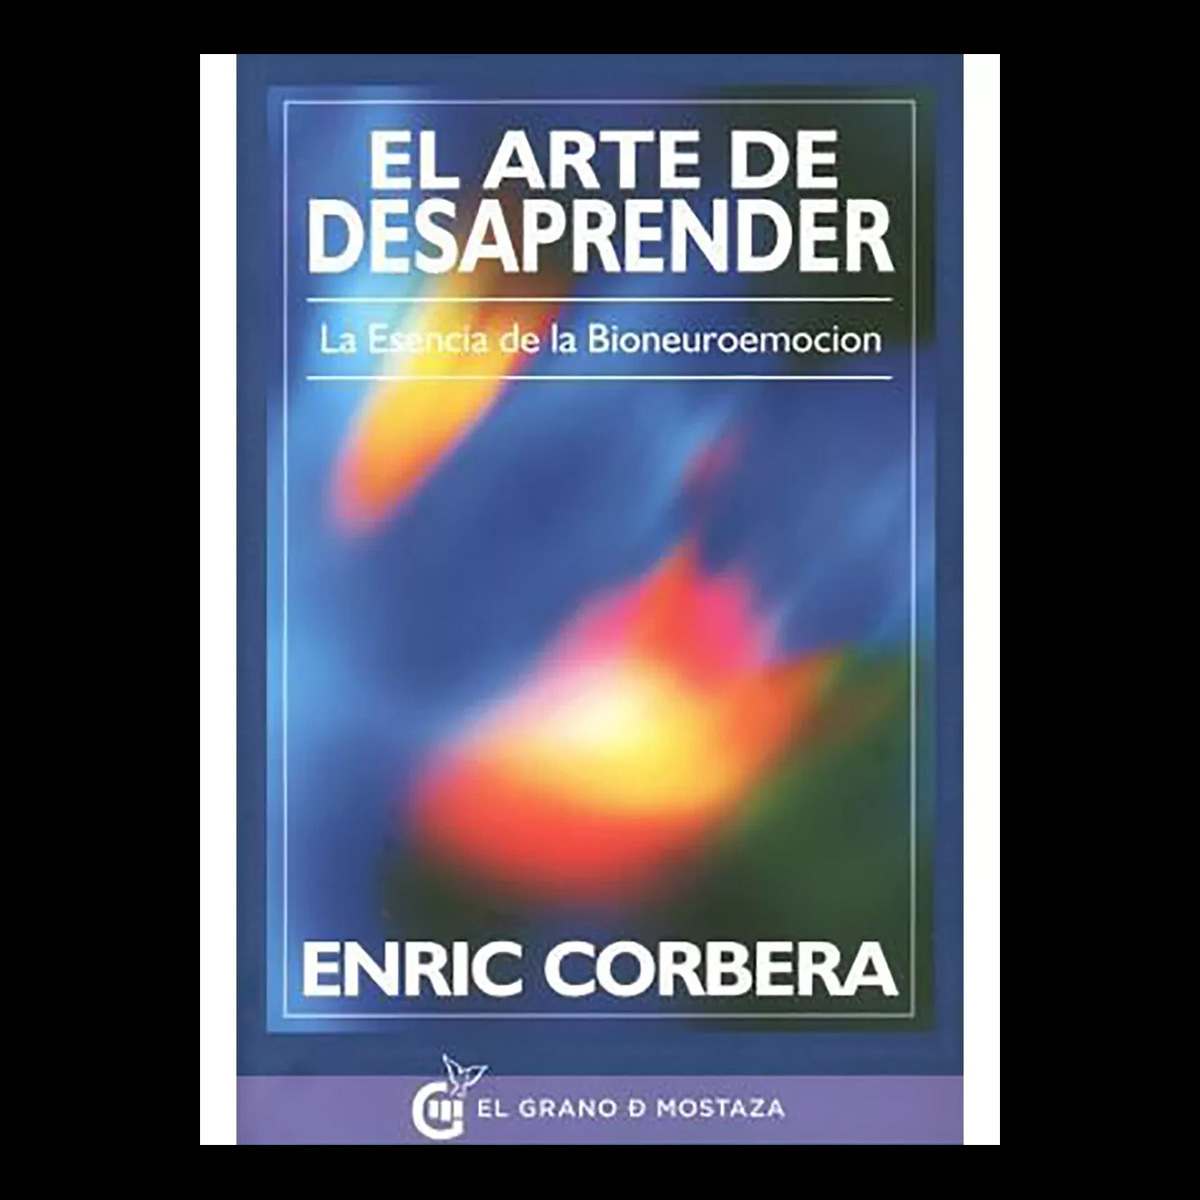 EL ARTE DE
DESAPRENDER
La Esencia de la Bioneuroemocion
ENRIC CORBERA
EL GRANO Đ MOSTAZA